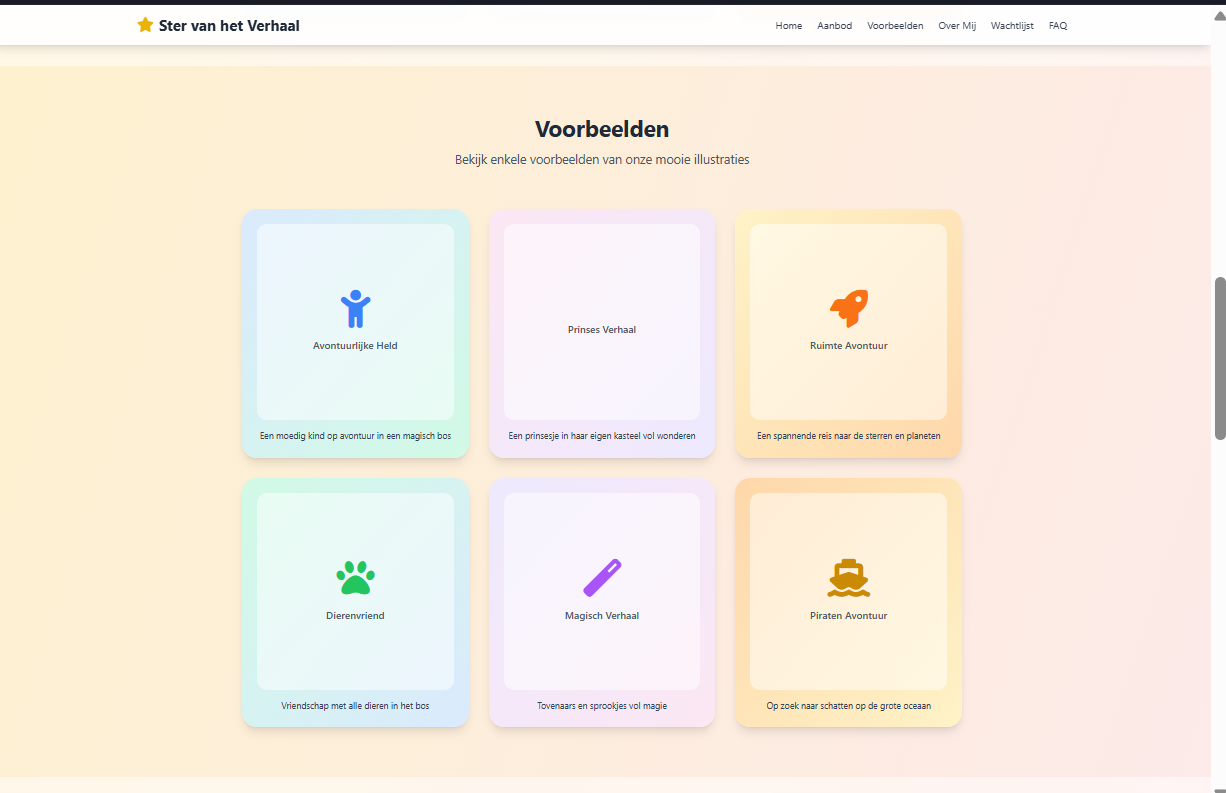 Ster van het Verhaal
Home Aanbod Voorbeelden Over Mij Wachtlijst FAQ
Voorbeelden
Bekijk enkele voorbeelden van onze mooie illustraties
Avontuurlijke Held
Een moedig kind op avontuur in een magisch bos
Prinses Verhaal
Een prinsesje in haar eigen kasteel vol wonderen
Ruimte Avontuur
Een spannende reis naar de sterren en planeten
Dierenvriend
Vriendschap met alle dieren in het bos
Magisch Verhaal
Tovenaars en sprookjes vol magie
Piraten Avontuur
Op zoek naar schatten op de grote oceaan